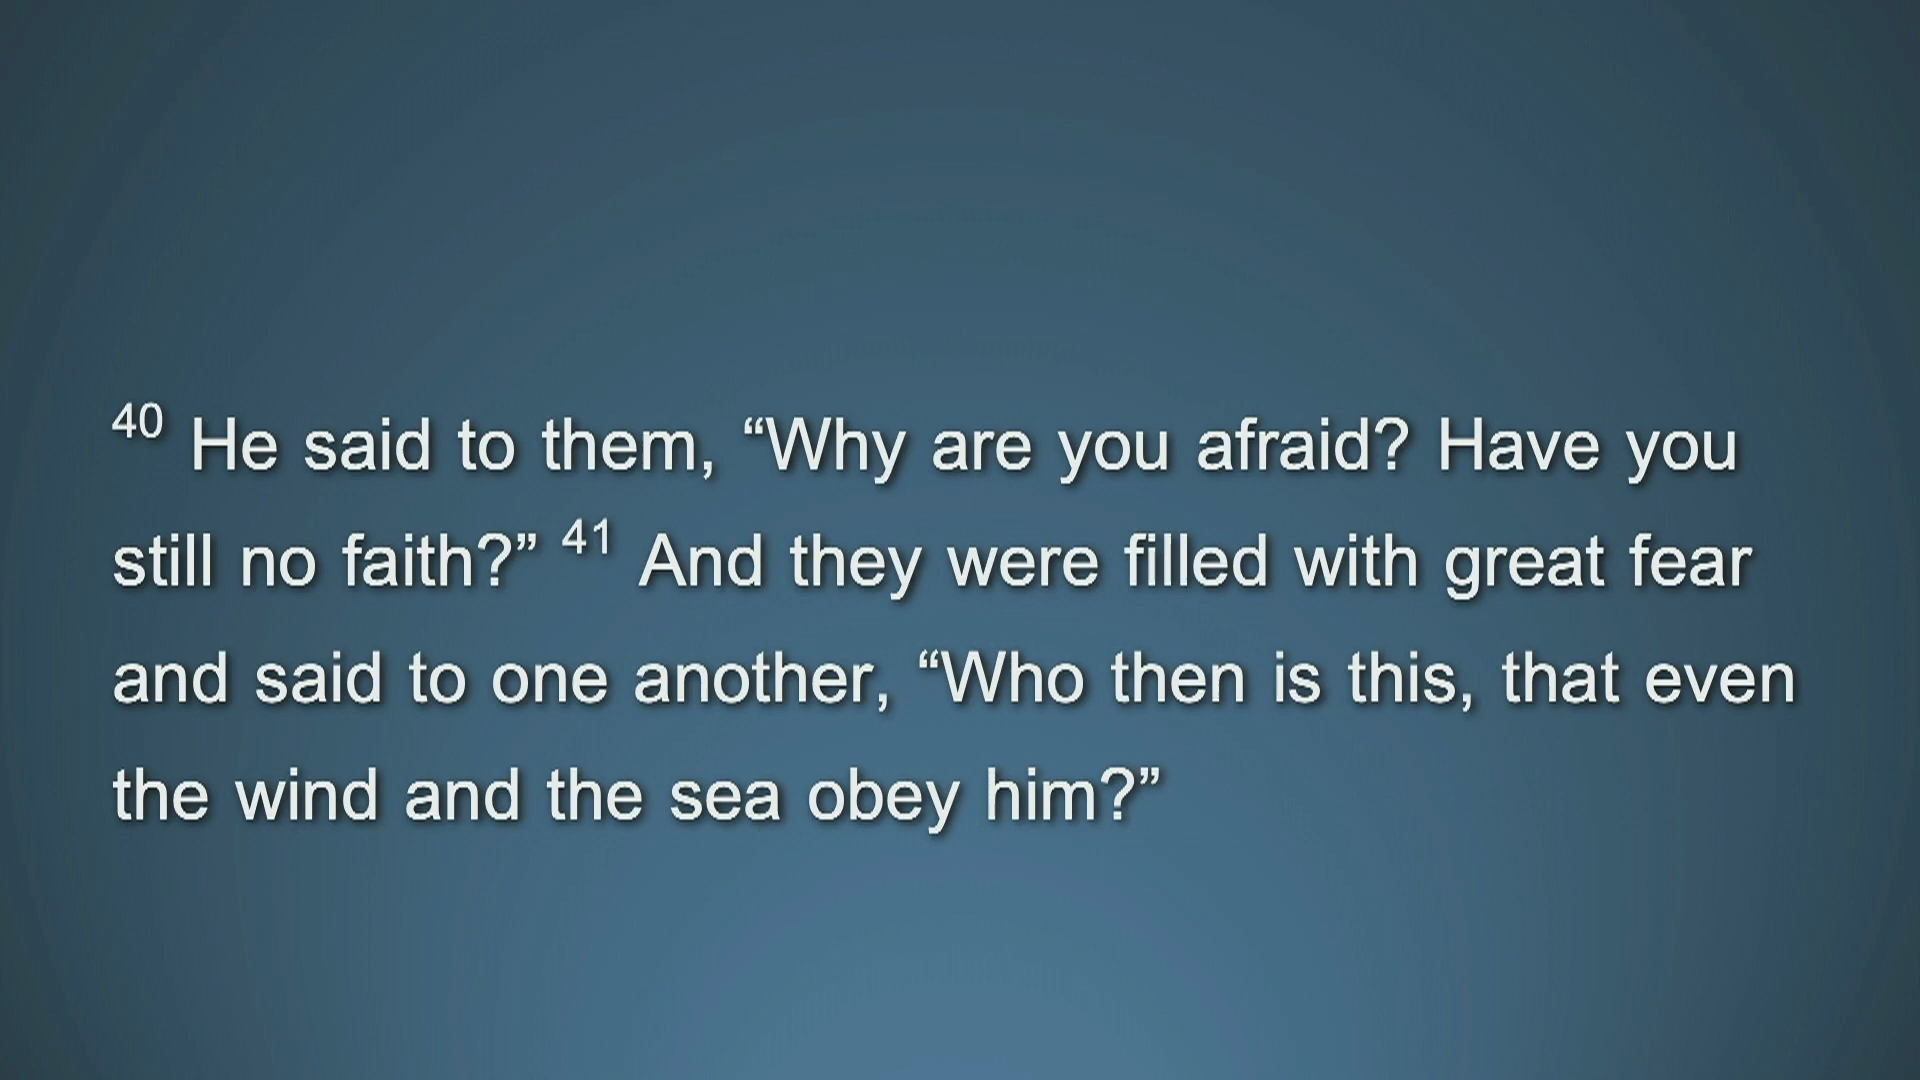 40 He said to them, “Why are you afraid? Have you
still no faith?” 41 And they were filled with great fear
and said to one another, “Who then is this, that even
the wind and the sea obey him?”